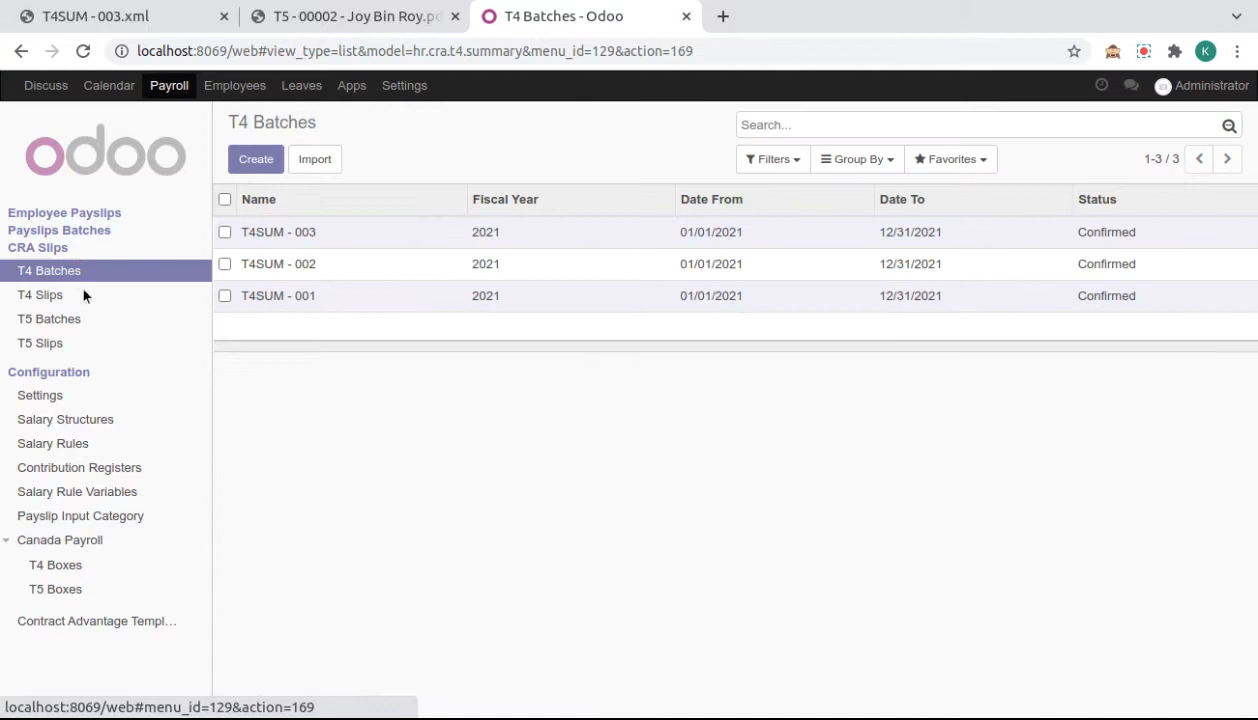 T4SUM - 003.xml
T5 - 00002 - Joy Bin Roy.pd
T4 Batches - Odoo
localhost:8069/web#view_type=list&model=hr.cra.t4.summary&menu_id=129&action=169
K
Discuss Calendar Payroll Employees Leaves Apps Settings Administrator
odoo
T4 Batches
Search...
Create Import
Filters Group By Favorites 1-3 / 3
Name Fiscal Year Date From Date To Status
T4SUM - 003 2021 01/01/2021 12/31/2021 Confirmed
T4SUM - 002 2021 01/01/2021 12/31/2021 Confirmed
T4SUM - 001 2021 01/01/2021 12/31/2021 Confirmed
Employee Payslips
Payslips Batches
CRA Slips
T4 Batches
T4 Slips
T5 Batches
T5 Slips
Configuration
Settings
Salary Structures
Salary Rules
Contribution Registers
Salary Rule Variables
Payslip Input Category
Canada Payroll
T4 Boxes
T5 Boxes
Contract Advantage Templ...
localhost:8069/web#menu_id=129&action=169